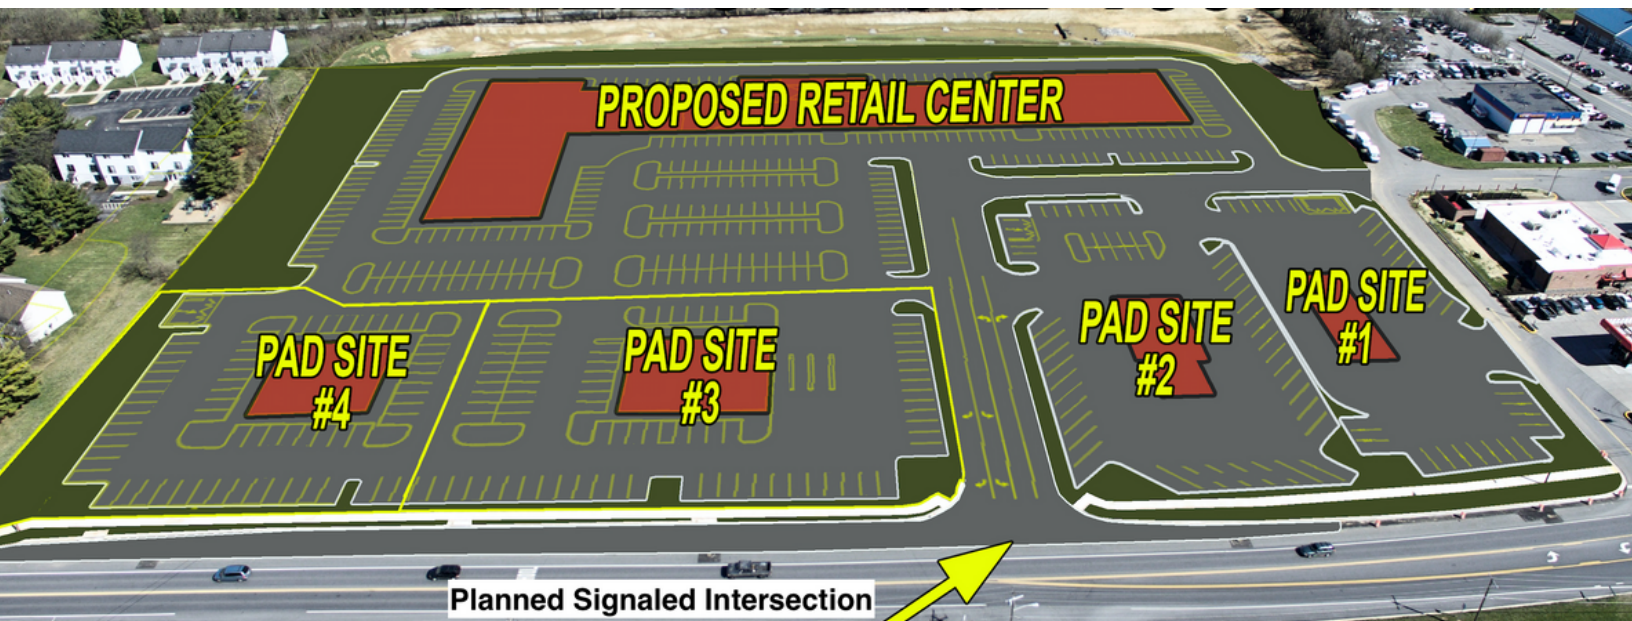 PROPOSED RETAIL CENTER
PAD SITE
#1
PAD SITE
#2
PAD SITE
#3
PAD SITE
#4
Planned Signaled Intersection